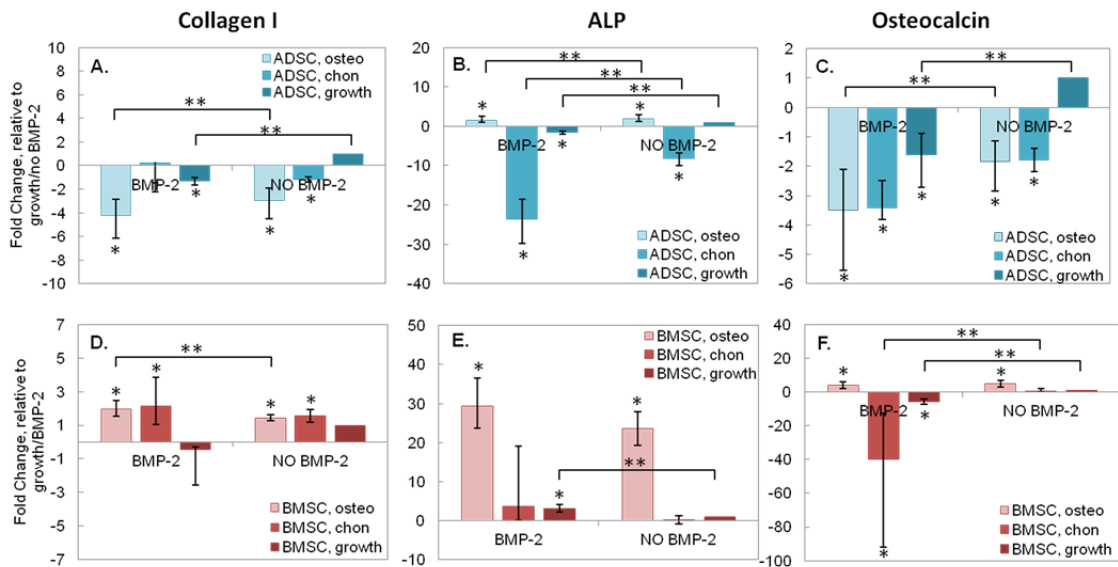 Collagen I
ALP
Osteocalcin
Fold Change, relative to
growth/no BMP-2
A.
10
8
6
4
2
0
-2
-4
-6
-8
-10
ADSC, osteo
ADSC, chon
ADSC, growth
**
**
BMP-2
NO BMP-2
*
*
*
*
B.
20
10
0
-10
-20
-30
-40
**
**
**
*
*
BMP-2
NO BMP-2
*
*
*
ADSC, osteo
ADSC, chon
ADSC, growth
C.
2
1
0
-1
-2
-3
-4
-5
-6
**
**
BMP-2
NO BMP-2
*
*
*
*
*
ADSC, osteo
ADSC, chon
ADSC, growth
Fold Change, relative to
growth/BMP-2
D.
7
5
3
1
-1
-3
-5
-7
**
*
*
*
*
BMP-2
NO BMP-2
BMSC, osteo
BMSC, chon
BMSC, growth
E.
50
40
30
20
10
0
-10
BMSC, osteo
BMSC, chon
BMSC, growth
*
*
**
*
BMP-2
NO BMP-2
F.
40
20
0
-20
-40
-60
-80
-100
**
**
*
*
BMP-2
NO BMP-2
*
*
BMSC, osteo
BMSC, chon
BMSC, growth